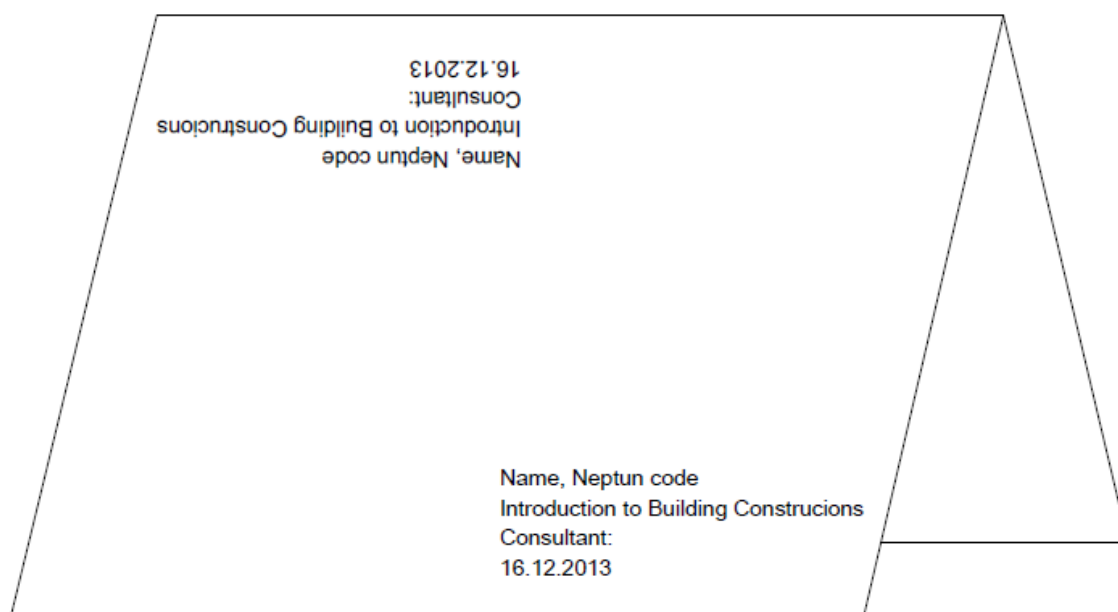 16.12.2013
Consultant:
Introduction to Building Construcions
Name, Neptun code
Name, Neptun code
Introduction to Building Construcions
Consultant:
16.12.2013